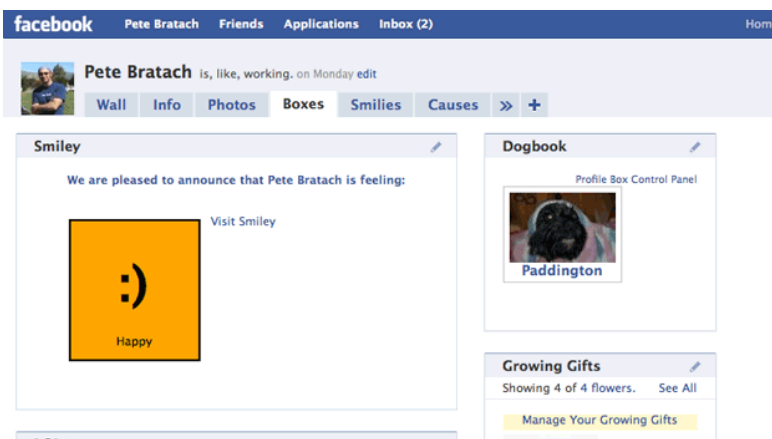 facebook Pete Bratach Friends Applications Inbox (2)
Pete Bratach is, like, working. on Monday edit
Wall Info Photos Boxes Smilies Causes » +
Smiley
We are pleased to announce that Pete Bratach is feeling:
Visit Smiley
:)
Happy
Dogbook
Profile Box Control Panel
Paddington
Growing Gifts
Showing 4 of 4 flowers. See All
Manage Your Growing Gifts